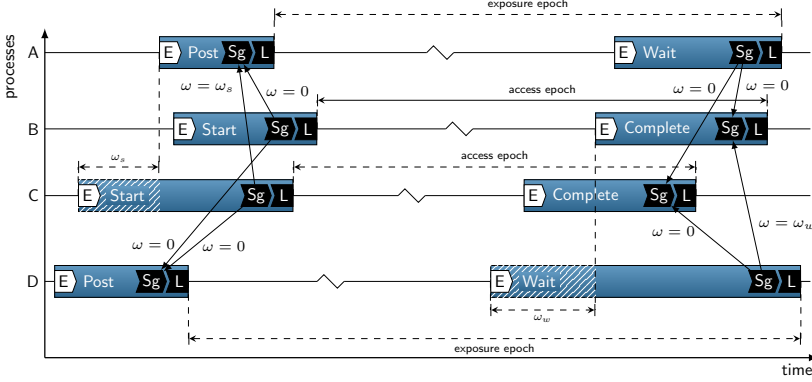 exposure epoch
processes
A
E Post Sg L
E Wait Sg L
ω = ω_s
ω = 0
ω = 0
ω = 0
access epoch
B
E Start Sg L
E Complete Sg L
ω_s
access epoch
C
E Start Sg L
E Complete Sg L
ω = 0
ω = 0
ω = 0
ω = ω_w
D
E Post Sg L
E Wait Sg L
ω_w
exposure epoch
time